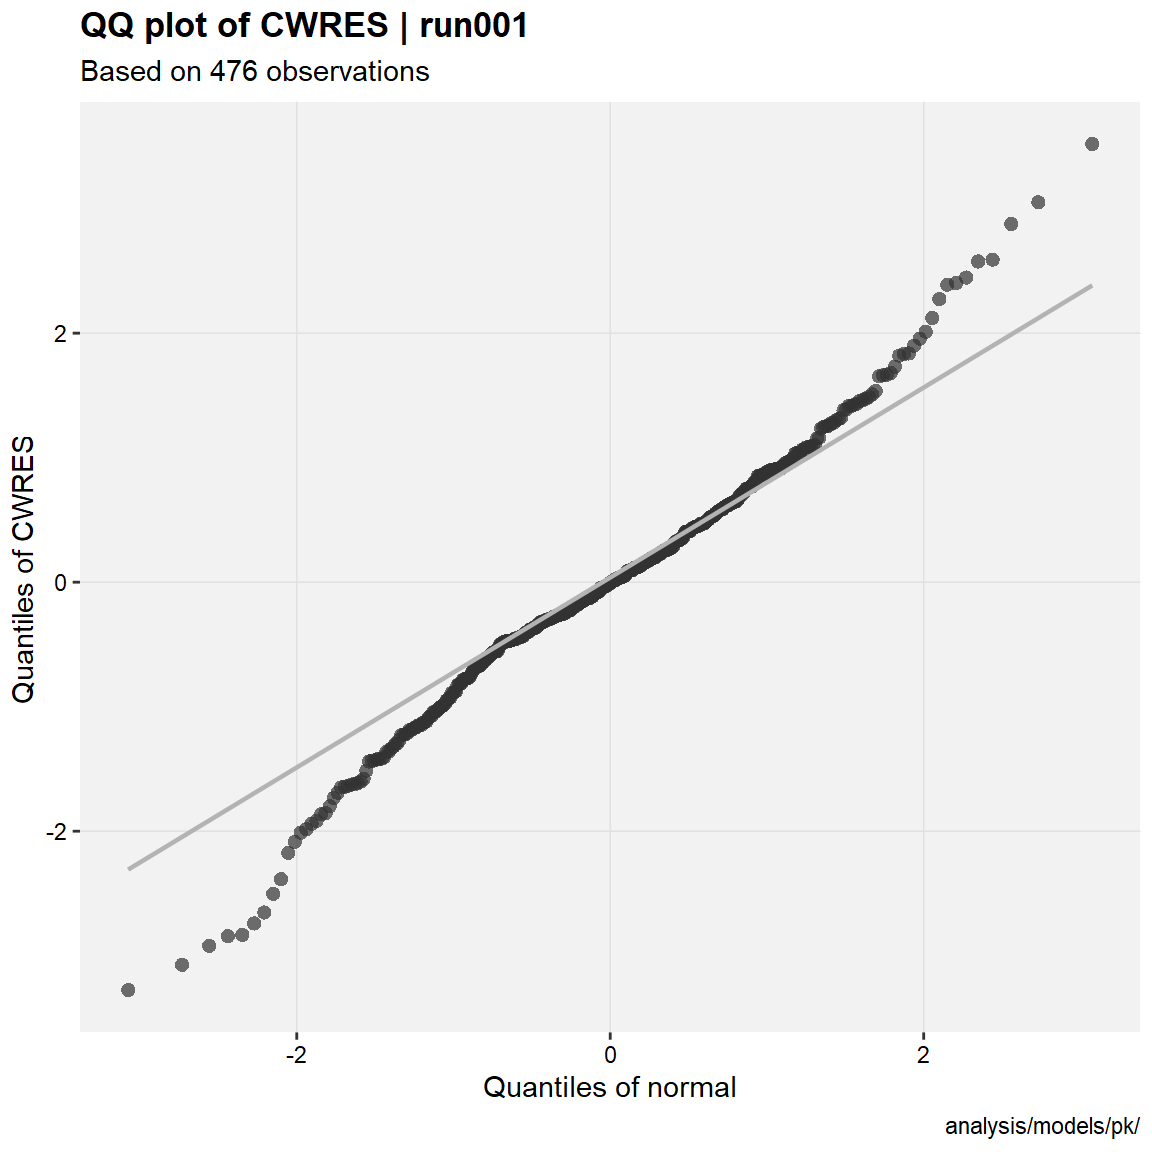 QQ plot of CWRES | run001
Based on 476 observations
Quantiles of CWRES
2
0
-2
-2 0 2
Quantiles of normal
analysis/models/pk/